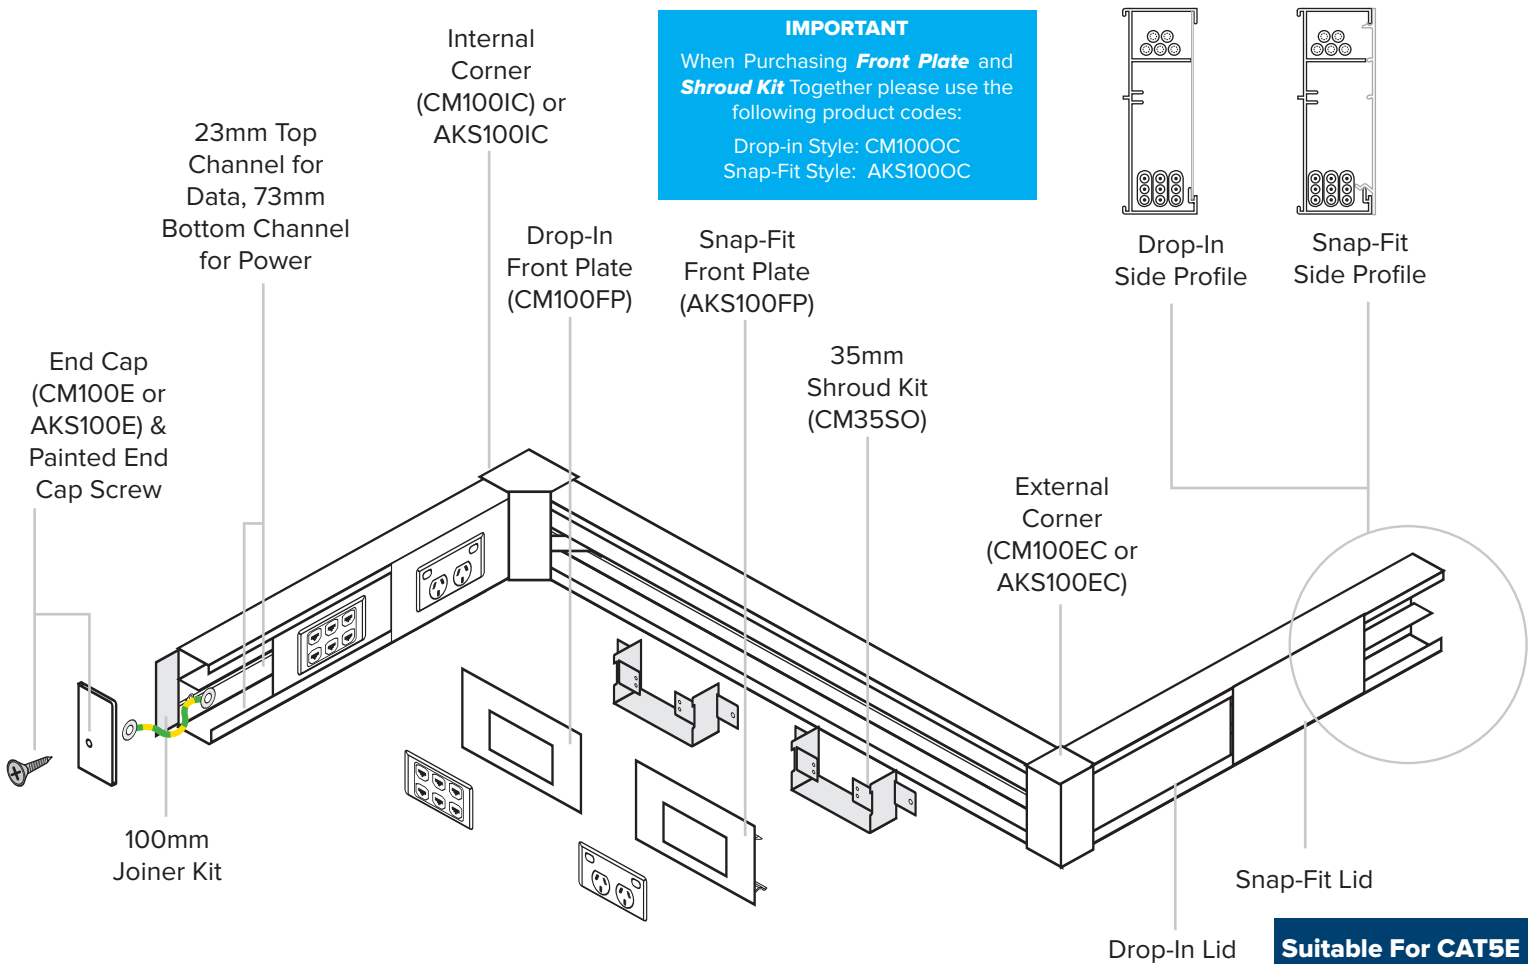 IMPORTANT
When Purchasing Front Plate and
Shroud Kit Together please use the
following product codes:
Drop-in Style: CM100OC
Snap-Fit Style: AKS100OC
Internal
Corner
(CM100IC) or
AKS100IC
23mm Top
Channel for
Data, 73mm
Bottom Channel
for Power
Drop-In
Front Plate
(CM100FP)
Snap-Fit
Front Plate
(AKS100FP)
Drop-In
Side Profile
Snap-Fit
Side Profile
End Cap
(CM100E or
AKS100E) &
Painted End
Cap Screw
35mm
Shroud Kit
(CM35SO)
External
Corner
(CM100EC or
AKS100EC)
100mm
Joiner Kit
Snap-Fit Lid
Drop-In Lid
Suitable For CAT5E